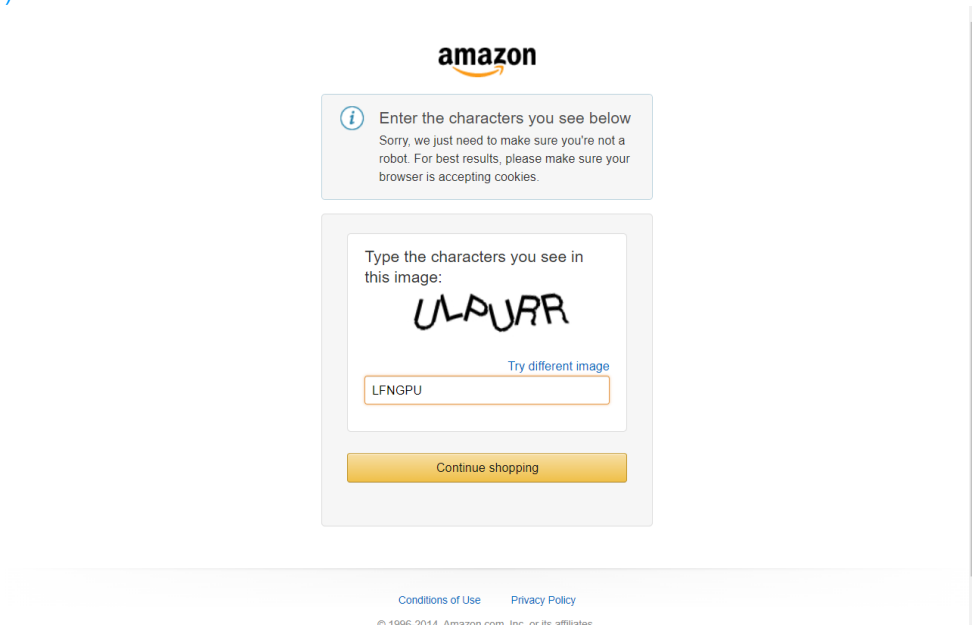 amazon
i Enter the characters you see below
Sorry, we just need to make sure you're not a
robot. For best results, please make sure your
browser is accepting cookies.
Type the characters you see in
this image:
ULPURR
Try different image
LFNGPU
Continue shopping
Conditions of Use Privacy Policy
© 1996-2014, Amazon.com, Inc. or its affiliates